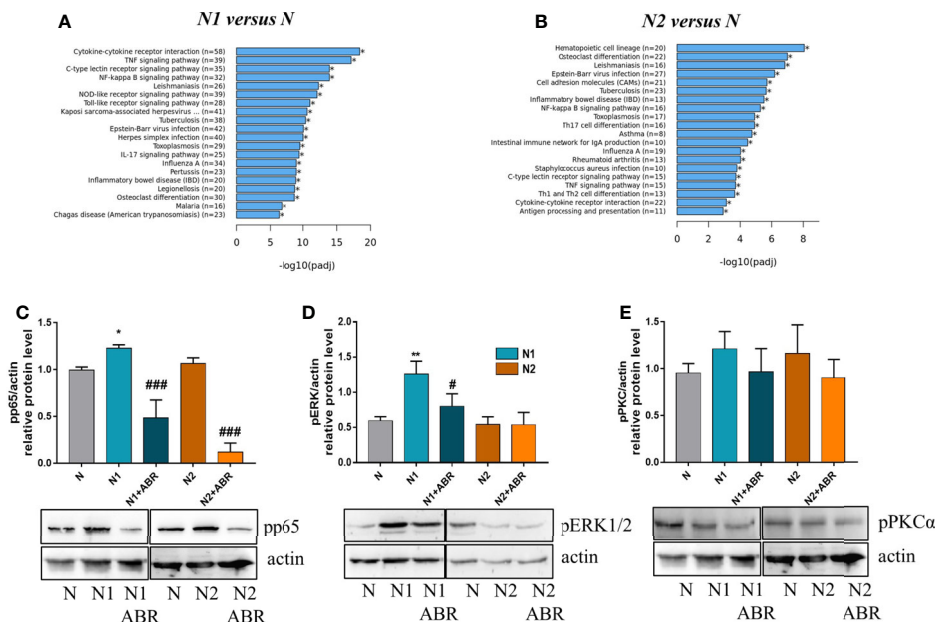 A
N1 versus N
Cytokine-cytokine receptor interaction (n=58)
TNF signaling pathway (n=39)
C-type lectin receptor signaling pathway (n=35)
NF-kappa B signaling pathway (n=32)
Leishmaniasis (n=26)
NOD-like receptor signaling pathway (n=39)
Toll-like receptor signaling pathway (n=28)
Kaposi sarcoma-associated herpesvirus ... (n=41)
Tuberculosis (n=38)
Epstein-Barr virus infection (n=42)
Herpes simplex infection (n=40)
Toxoplasmosis (n=29)
IL-17 signaling pathway (n=25)
Influenza A (n=34)
Pertussis (n=23)
Inflammatory bowel disease (IBD) (n=20)
Legionellosis (n=20)
Osteoclast differentiation (n=30)
Malaria (n=16)
Chagas disease (American trypanosomiasis) (n=23)
* * * * * * * * * * * * * * * * * * * *
0 5 10 15 20
-log10(padj)
B
N2 versus N
Hematopoietic cell lineage (n=20)
Osteoclast differentiation (n=22)
Leishmaniasis (n=16)
Epstein-Barr virus infection (n=27)
Cell adhesion molecules (CAMs) (n=21)
Tuberculosis (n=23)
Inflammatory bowel disease (IBD) (n=13)
NF-kappa B signaling pathway (n=16)
Toxoplasmosis (n=17)
Th17 cell differentiation (n=16)
Asthma (n=8)
Intestinal immune network for IgA production (n=10)
Influenza A (n=19)
Rheumatoid arthritis (n=13)
Staphylococcus aureus infection (n=10)
C-type lectin receptor signaling pathway (n=15)
TNF signaling pathway (n=15)
Th1 and Th2 cell differentiation (n=13)
Cytokine-cytokine receptor interaction (n=22)
Antigen processing and presentation (n=11)
* * * * * * * * * * * * * * * * * * * *
0 2 4 6 8
-log10(padj)
C
pp65/actin
relative protein level
1.5
1.0
0.5
0.0
*
###
###
N N1 N1+ABR N2 N2+ABR
pp65
actin
N N1 N1 N N2 N2
ABR ABR
D
pERK/actin
relative protein level
2.0
1.5
1.0
0.5
0.0
**
#
N1
N2
N N1 N1+ABR N2 N2+ABR
pERK1/2
actin
N N1 N1 N N2 N2
ABR ABR
E
pPKC/actin
relative protein level
1.5
1.0
0.5
0.0
N N1 N1+ABR N2 N2+ABR
pPKCα
actin
N N1 N1 N N2 N2
ABR ABR